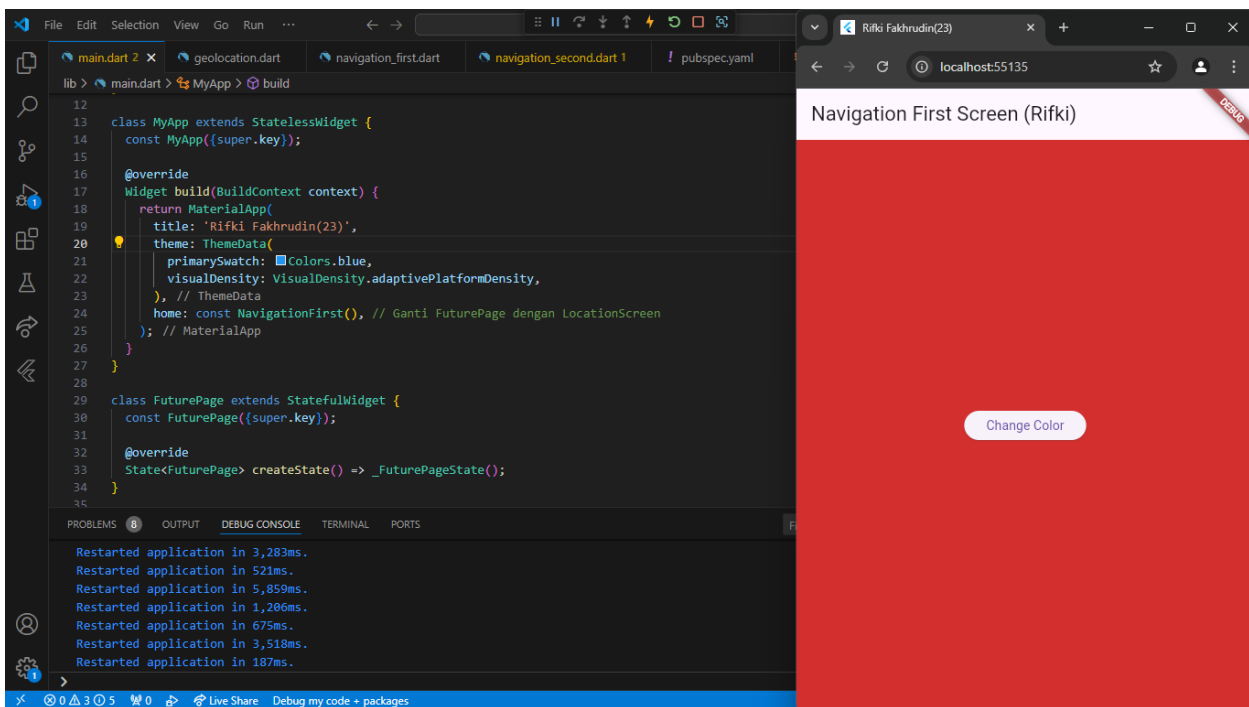 File Edit Selection View Go Run ···
main.dart 2
geolocation.dart
navigation_first.dart
navigation_second.dart 1
! pubspec.yaml
lib > main.dart > MyApp > build
12
13 class MyApp extends StatelessWidget {
14 const MyApp({super.key});
15
16 @override
17 Widget build(BuildContext context) {
18 return MaterialApp(
19 title: 'Rifki Fakhrudin(23)',
20 theme: ThemeData(
21 primarySwatch: Colors.blue,
22 visualDensity: VisualDensity.adaptivePlatformDensity,
23 ), // ThemeData
24 home: const NavigationFirst(), // Ganti FuturePage dengan LocationScreen
25 ); // MaterialApp
26 }
27 }
28
29 class FuturePage extends StatefulWidget {
30 const FuturePage({super.key});
31
32 @override
33 State<FuturePage> createState() => _FuturePageState();
34 }
35
PROBLEMS 8 OUTPUT DEBUG CONSOLE TERMINAL PORTS
Restarted application in 3,283ms.
Restarted application in 521ms.
Restarted application in 5,859ms.
Restarted application in 1,206ms.
Restarted application in 675ms.
Restarted application in 3,518ms.
Restarted application in 187ms.
>
1
1
0 3 5 0 Live Share Debug my code + packages
Rifki Fakhrudin(23)
localhost:55135
Navigation First Screen (Rifki)
DEBUG
Change Color